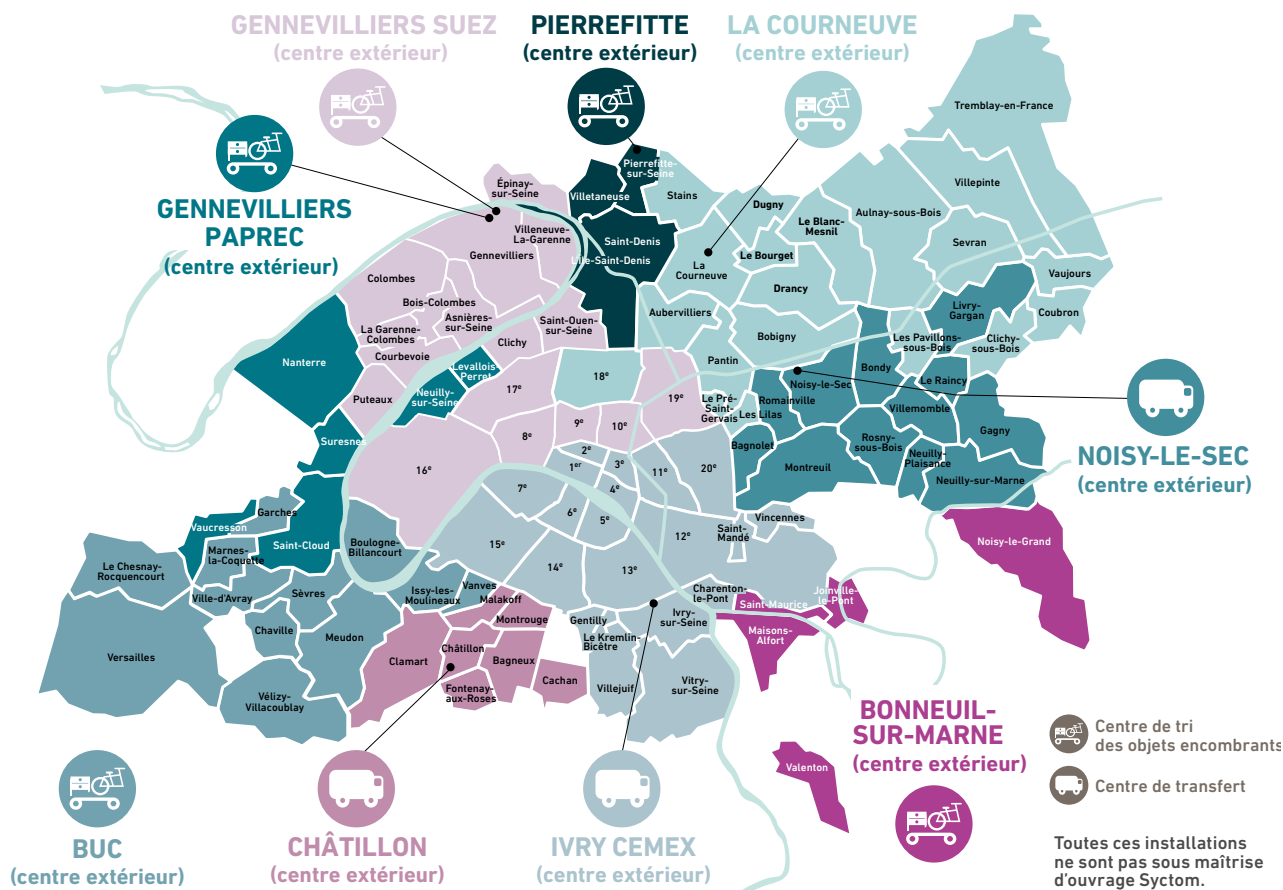 GENNEVILLIERS SUEZ
(centre extérieur)
PIERREFITTE
(centre extérieur)
LA COURNEUVE
(centre extérieur)
GENNEVILLIERS
PAPREC
(centre extérieur)
Tremblay-en-France
Pierrefitte-
sur-Seine
Épinay-
sur-Seine
Villetaneuse
Stains
Villepinte
Dugny
Aulnay-sous-Bois
Le Blanc-
Mesnil
Villeneuve-
La-Garenne
Saint-Denis
L'Île-Saint-Denis
Gennevilliers
Le Bourget
La
Courneuve
Sevran
Colombes
Drancy
Vaujours
Bois-Colombes
Livry-
Gargan
Coubron
Asnières-
sur-Seine
Saint-Ouen-
sur-Seine
Aubervilliers
La Garenne-
Colombes
Bobigny
Les Pavillons-
sous-Bois
Clichy-
sous-Bois
Clichy
Courbevoie
Nanterre
Levallois-
Perret
Pantin
Bondy
Noisy-le-Sec
Le Raincy
18e
17e
Puteaux
Neuilly-
sur-Seine
19e
Le Pré-
Saint-
Gervais
Les Lilas
Romainville
Villemomble
9e
10e
8e
Suresnes
Bagnolet
Rosny-
sous-Bois
Gagny
2e
3e
1er
11e
20e
16e
Montreuil
Neuilly-
Plaisance
Neuilly-sur-Marne
7e
4e
6e
5e
NOISY-LE-SEC
(centre extérieur)
Garches
Vaucresson
Saint-Cloud
Marnes-
la-Coquette
Boulogne-
Billancourt
Vincennes
Saint-
Mandé
12e
Noisy-le-Grand
15e
14e
13e
Le Chesnay-
Rocquencourt
Ville-d'Avray
Sèvres
Issy-les-
Moulineaux
Vanves
Malakoff
Montrouge
Charenton-
le-Pont
Saint-Maurice
Joinville-
le-Pont
Chaville
Meudon
Gentilly
Ivry-
sur-Seine
Le Kremlin-
Bicêtre
Maisons-
Alfort
Versailles
Clamart
Châtillon
Bagneux
Cachan
Villejuif
Vitry-
sur-Seine
Fontenay-
aux-Roses
Vélizy-
Villacoublay
BONNEUIL-
SUR-MARNE
(centre extérieur)
Valenton
Centre de tri
des objets encombrants
Centre de transfert
BUC
(centre extérieur)
CHÂTILLON
(centre extérieur)
IVRY CEMEX
(centre extérieur)
Toutes ces installations
ne sont pas sous maîtrise
d'ouvrage Syctom.